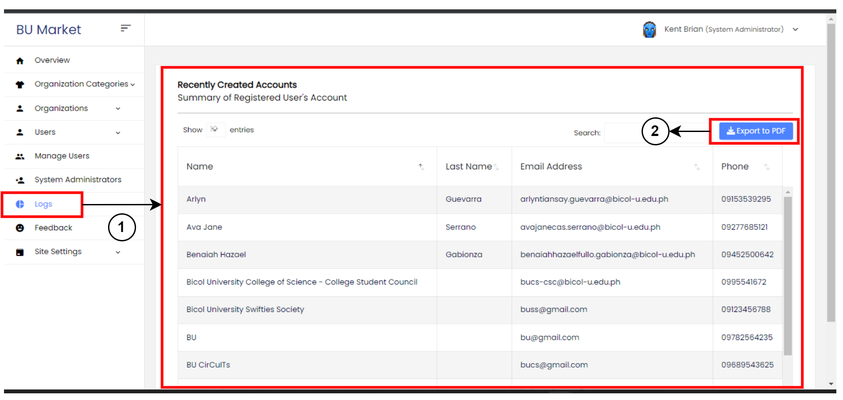 BU Market
Kent Brian (System Administrator)
Overview
Organization Categories
Organizations
Users
Manage Users
System Administrators
Logs
Feedback
Site Settings
1
Recently Created Accounts
Summary of Registered User's Account
Show entries
Search:
2
Export to PDF
Name Last Name Email Address Phone
Arlyn Guevarra arlyntiansay.guevarra@bicol-u.edu.ph 09153539295
Ava Jane Serrano avajanecas.serrano@bicol-u.edu.ph 09277685121
Benaiah Hazael Gabionza benaiahhazaelfullo.gabionza@bicol-u.edu.ph 09452500642
Bicol University College of Science - College Student Council bucs-csc@bicol-u.edu.ph 0995541672
Bicol University Swifties Society buss@gmail.com 09123456788
BU bu@gmail.com 09782564235
BU CirCuITs bucs@gmail.com 09689543625